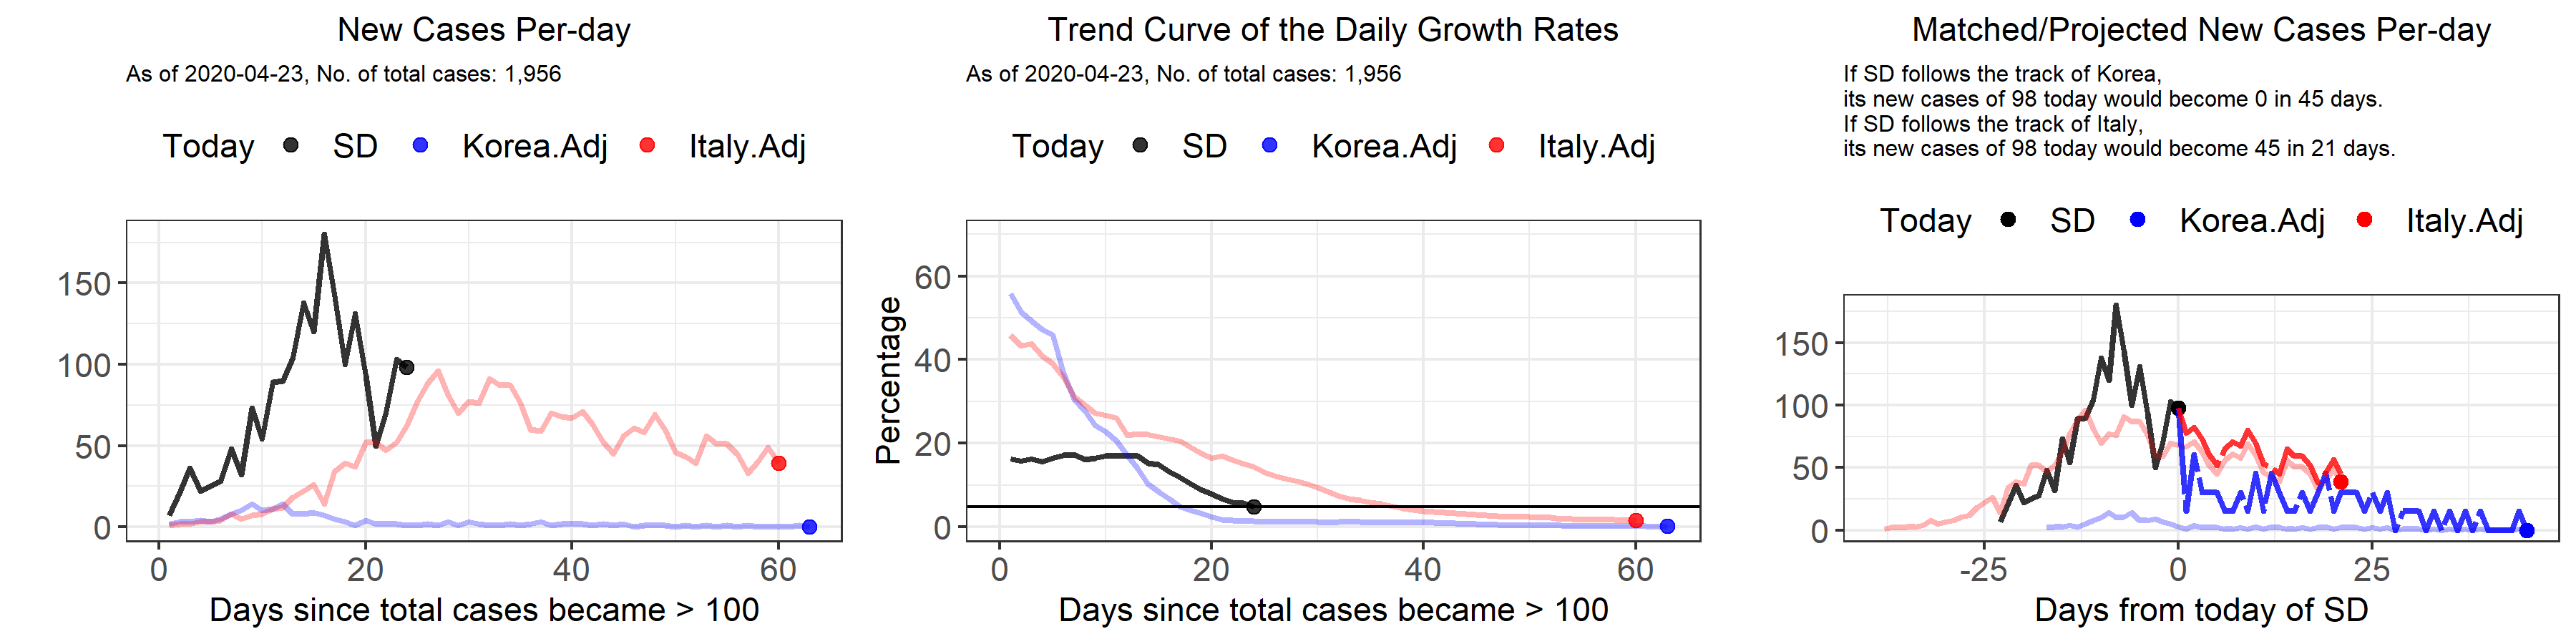 New Cases Per-day
As of 2020-04-23, No. of total cases: 1,956
Today SD Korea.Adj Italy.Adj
150
100
50
0
0 20 40 60
Days since total cases became > 100
Trend Curve of the Daily Growth Rates
As of 2020-04-23, No. of total cases: 1,956
Today SD Korea.Adj Italy.Adj
Percentage
60
40
20
0
0 20 40 60
Days since total cases became > 100
Matched/Projected New Cases Per-day
If SD follows the track of Korea,
its new cases of 98 today would become 0 in 45 days.
If SD follows the track of Italy,
its new cases of 98 today would become 45 in 21 days.
Today SD Korea.Adj Italy.Adj
150
100
50
0
-25 0 25
Days from today of SD